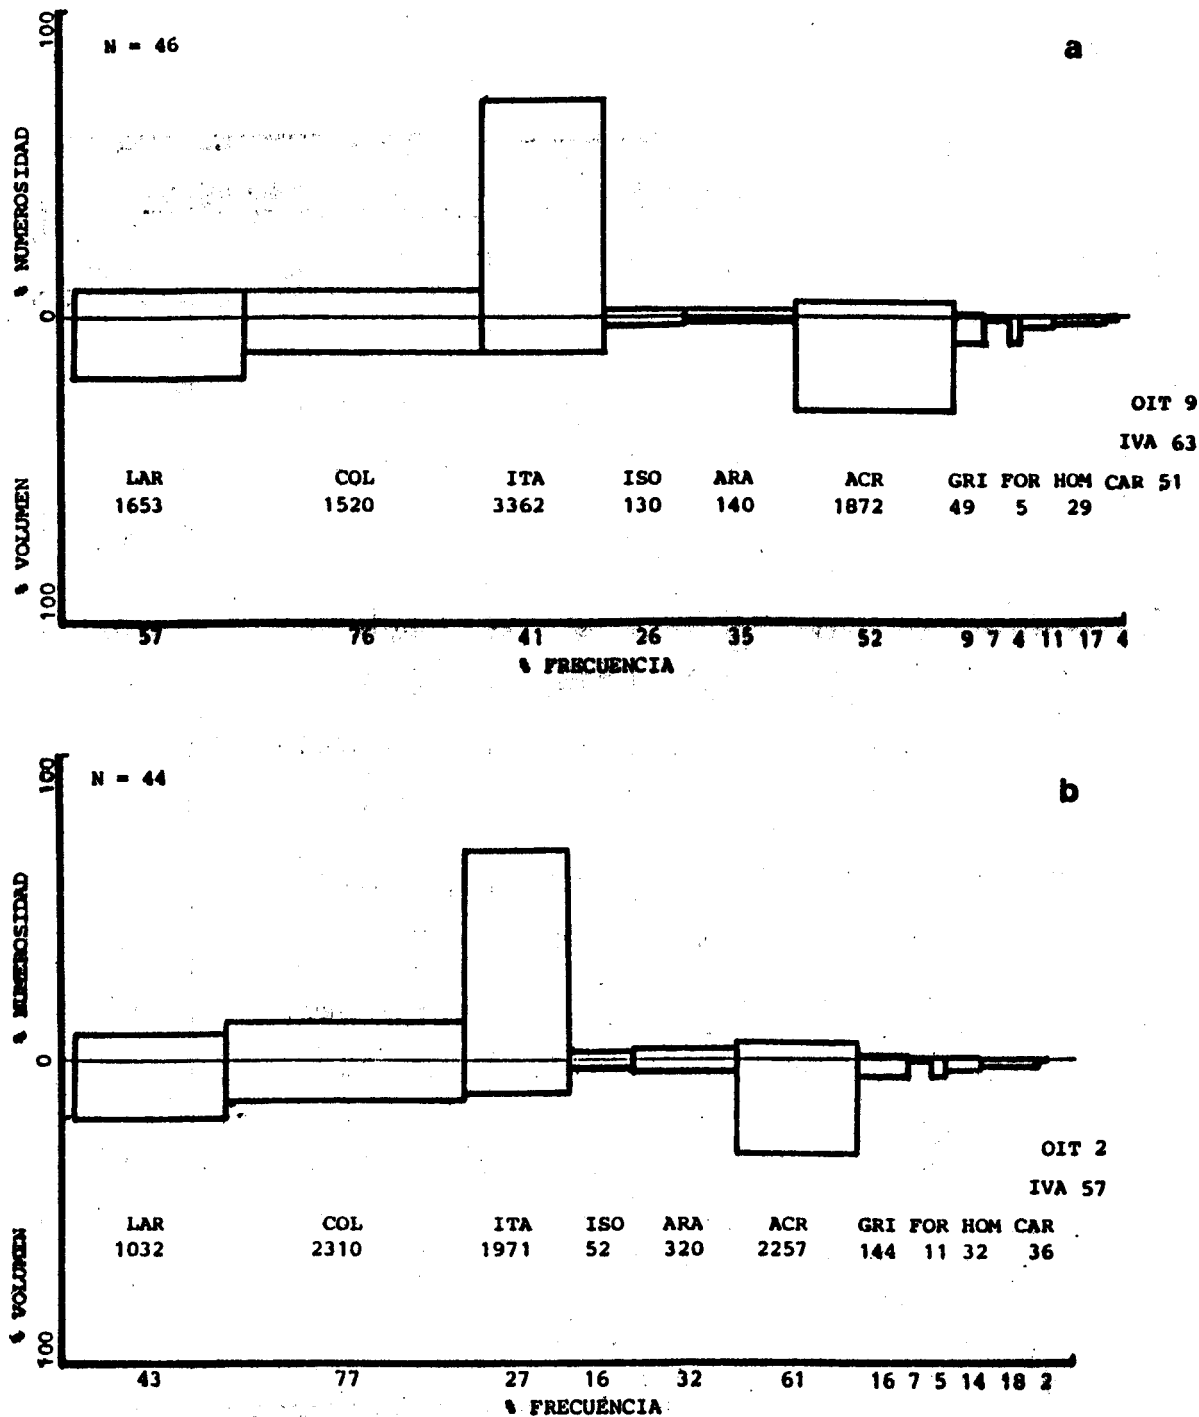 100
N = 46
a
% NUMEROSIDAD
0
OIT 9
IVA 63
LAR COL ITA ISO ARA ACR GRI FOR HOM CAR 51
1653 1520 3362 130 140 1872 49 5 29
% VOLUMEN
100
57 76 41 26 35 52 9 7 4 11 17 4
% FRECUENCIA
100
N = 44
b
% NUMEROSIDAD
0
OIT 2
IVA 57
LAR COL ITA ISO ARA ACR GRI FOR HOM CAR
1032 2310 1971 52 320 2257 144 11 32 36
% VOLUMEN
100
43 77 27 16 32 61 16 7 5 14 18 2
% FRECUENCIA